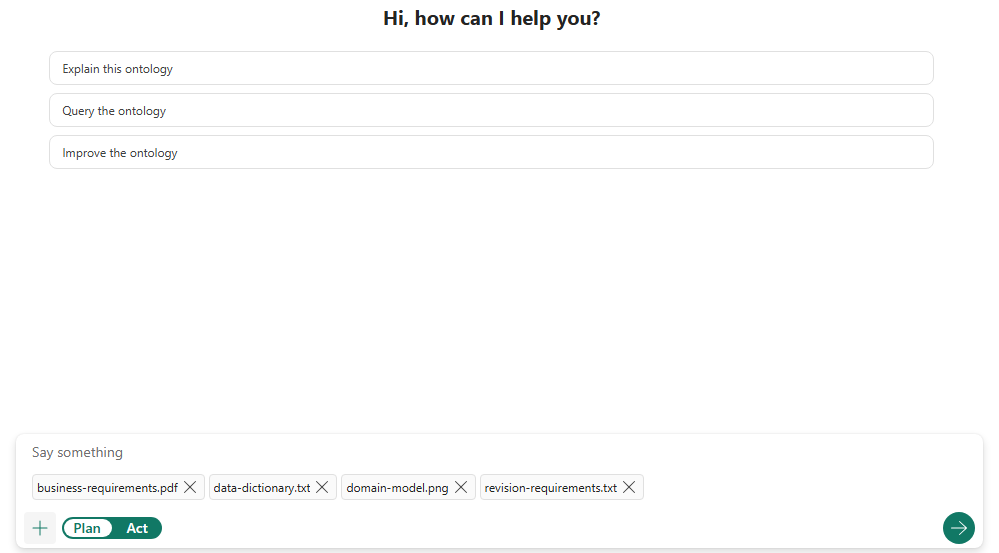 Hi, how can I help you?
Explain this ontology
Query the ontology
Improve the ontology
Say something
business-requirements.pdf data-dictionary.txt domain-model.png revision-requirements.txt
Plan Act